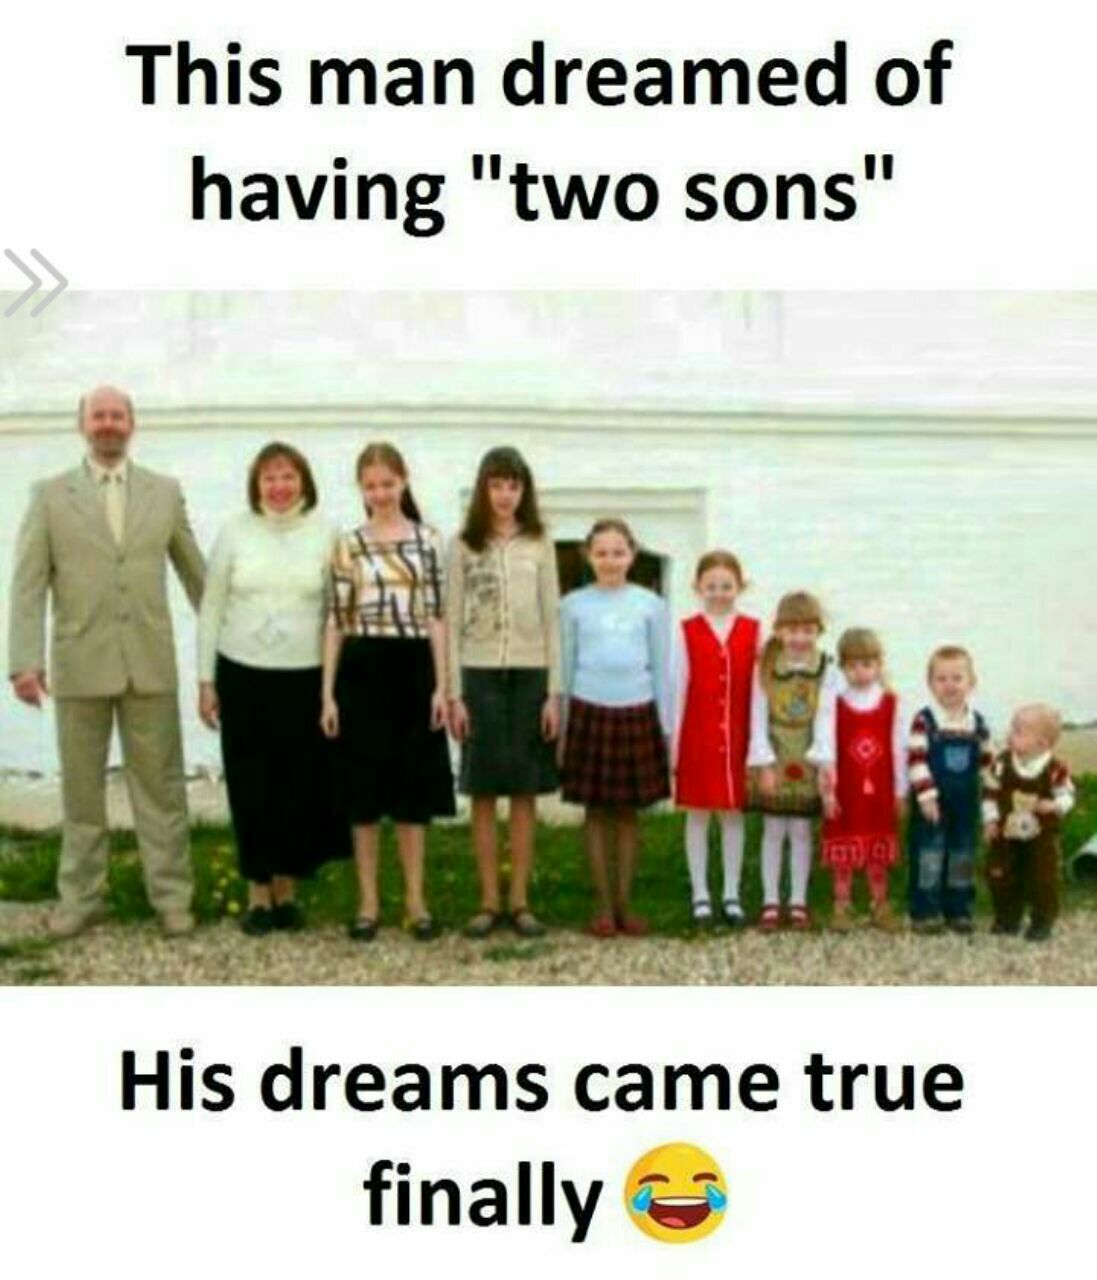 This man dreamed of
having "two sons"
His dreams came true
finally 😂